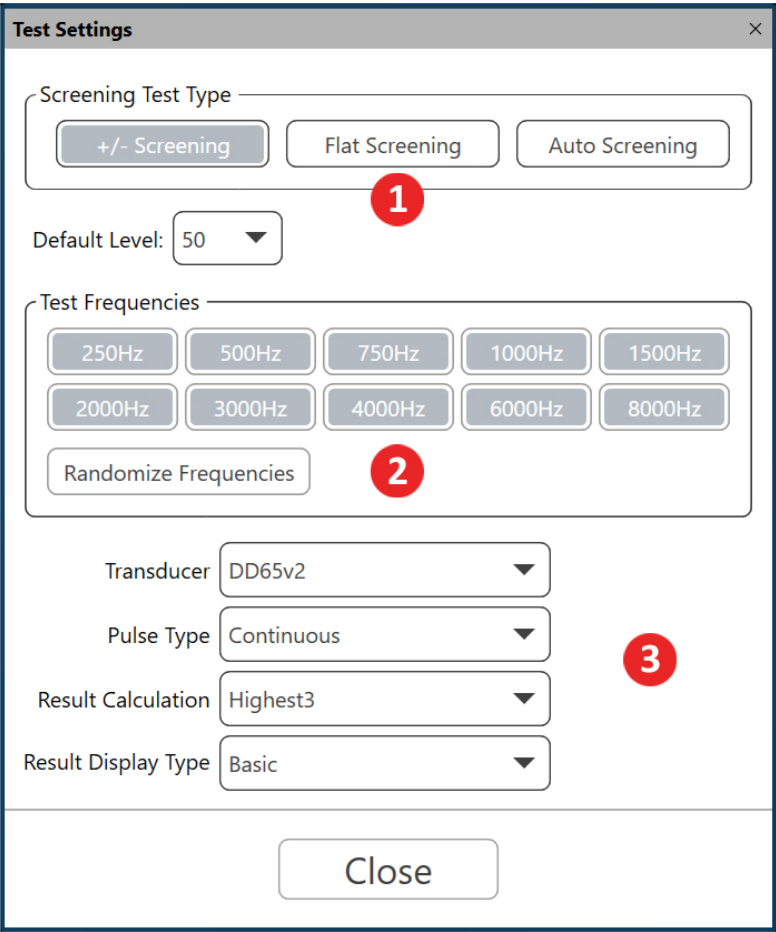 Test Settings ×
Screening Test Type
+/- Screening Flat Screening Auto Screening
1
Default Level: 50
Test Frequencies
250Hz 500Hz 750Hz 1000Hz 1500Hz
2000Hz 3000Hz 4000Hz 6000Hz 8000Hz
Randomize Frequencies 2
Transducer DD65v2
Pulse Type Continuous
3
Result Calculation Highest3
Result Display Type Basic
Close